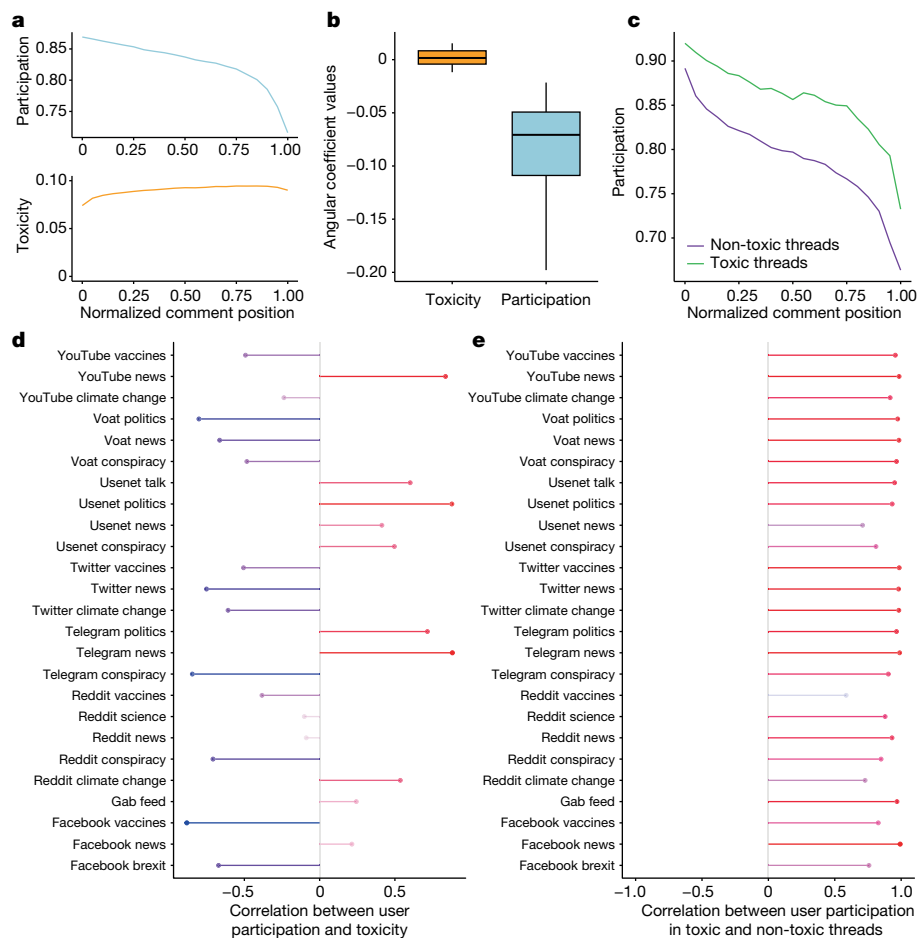 a
Participation
0.85
0.80
0.75
0 0.25 0.50 0.75 1.00
Toxicity
0.10
0.05
0
0 0.25 0.50 0.75 1.00
Normalized comment position
b
Angular coefficient values
0
−0.05
−0.10
−0.15
−0.20
Toxicity Participation
c
Participation
0.90
0.85
0.80
0.75
0.70
Non-toxic threads
Toxic threads
0 0.25 0.50 0.75 1.00
Normalized comment position
d
YouTube vaccines
YouTube news
YouTube climate change
Voat politics
Voat news
Voat conspiracy
Usenet talk
Usenet politics
Usenet news
Usenet conspiracy
Twitter vaccines
Twitter news
Twitter climate change
Telegram politics
Telegram news
Telegram conspiracy
Reddit vaccines
Reddit science
Reddit news
Reddit conspiracy
Reddit climate change
Gab feed
Facebook vaccines
Facebook news
Facebook brexit
−0.5 0 0.5
Correlation between user
participation and toxicity
e
YouTube vaccines
YouTube news
YouTube climate change
Voat politics
Voat news
Voat conspiracy
Usenet talk
Usenet politics
Usenet news
Usenet conspiracy
Twitter vaccines
Twitter news
Twitter climate change
Telegram politics
Telegram news
Telegram conspiracy
Reddit vaccines
Reddit science
Reddit news
Reddit conspiracy
Reddit climate change
Gab feed
Facebook vaccines
Facebook news
Facebook brexit
−1.0 −0.5 0 0.5 1.0
Correlation between user participation
in toxic and non-toxic threads